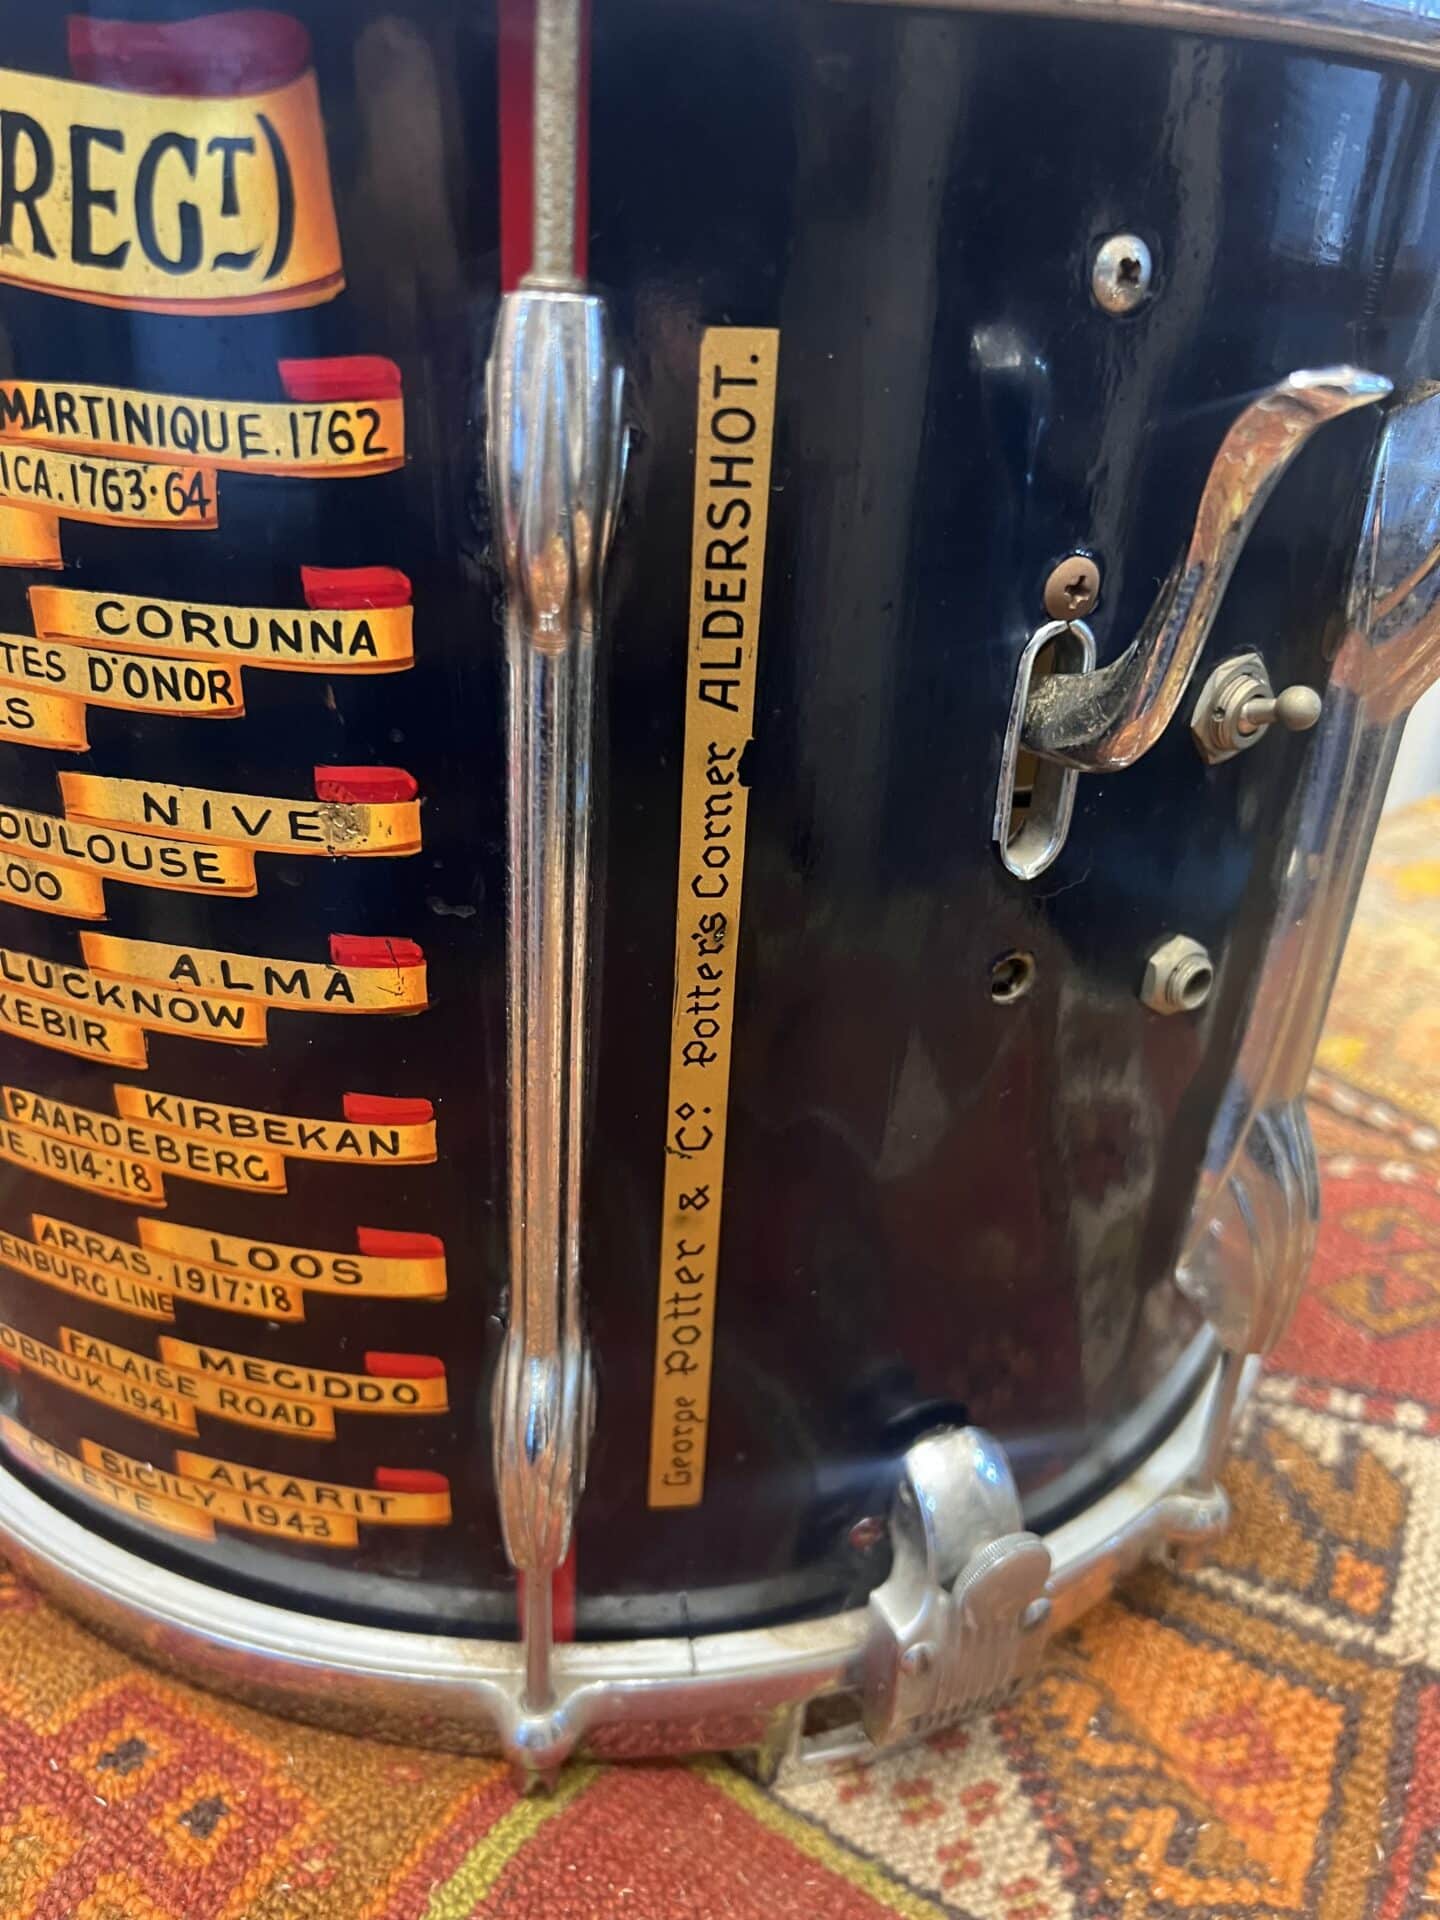 REGT)
MARTINIQUE.1762
ICA.1763·64
CORUNNA
TES D'ONOR
LS
NIVE
OULOUSE
LOO
ALMA
LUCKNOW
KEBIR
KIRBEKAN
PAARDEBERG
E.1914:18
LOOS
ARRAS.1917:18
ENBURG LINE
MEGIDDO
FALAISE ROAD
OBRUK.1941
AKARIT
SICILY.1943
CRETE
George Potter & Co: Potter's Corner ALDERSHOT.